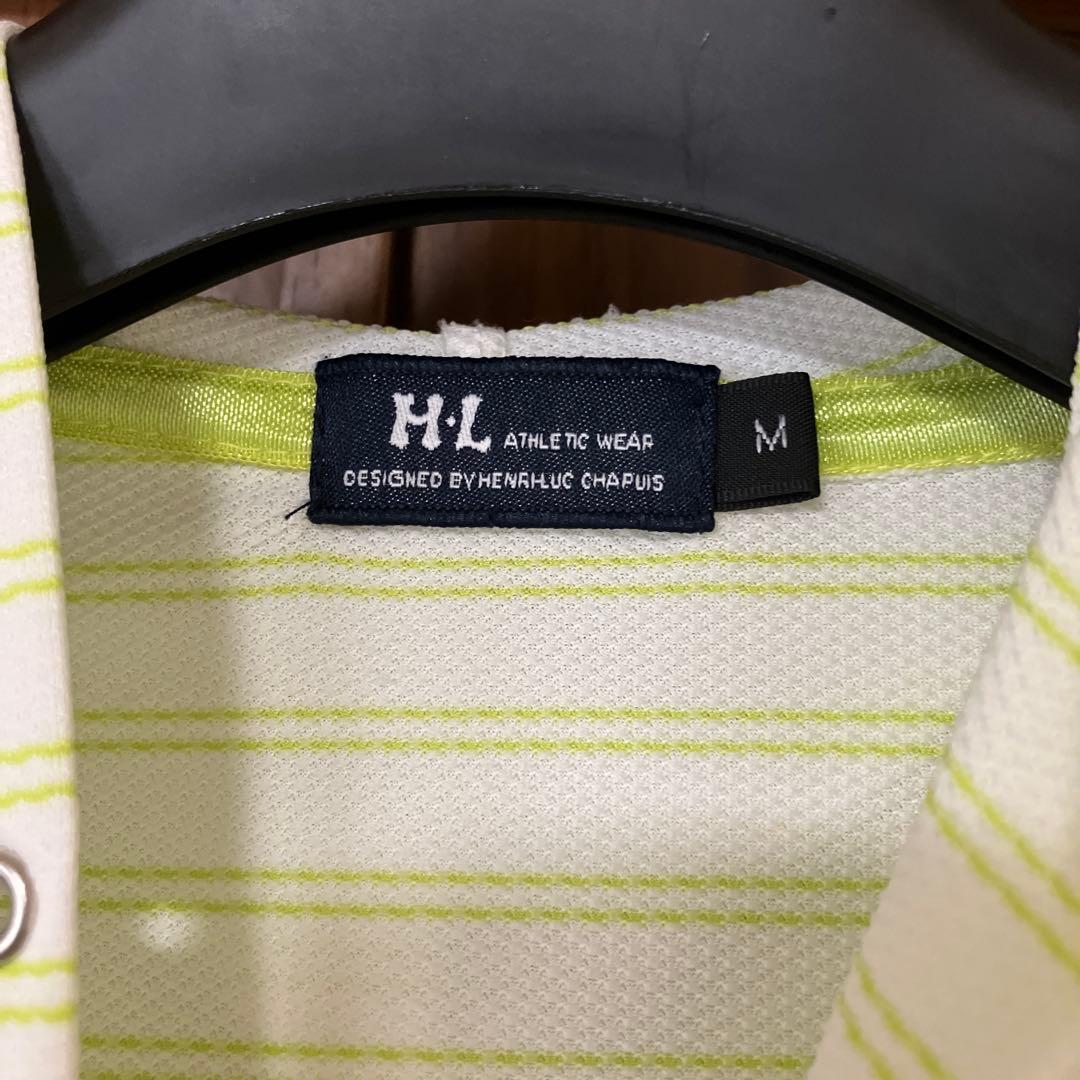 H·L ATHLETIC WEAR
DESIGNED BY HENRI-LUC CHAPUIS
M